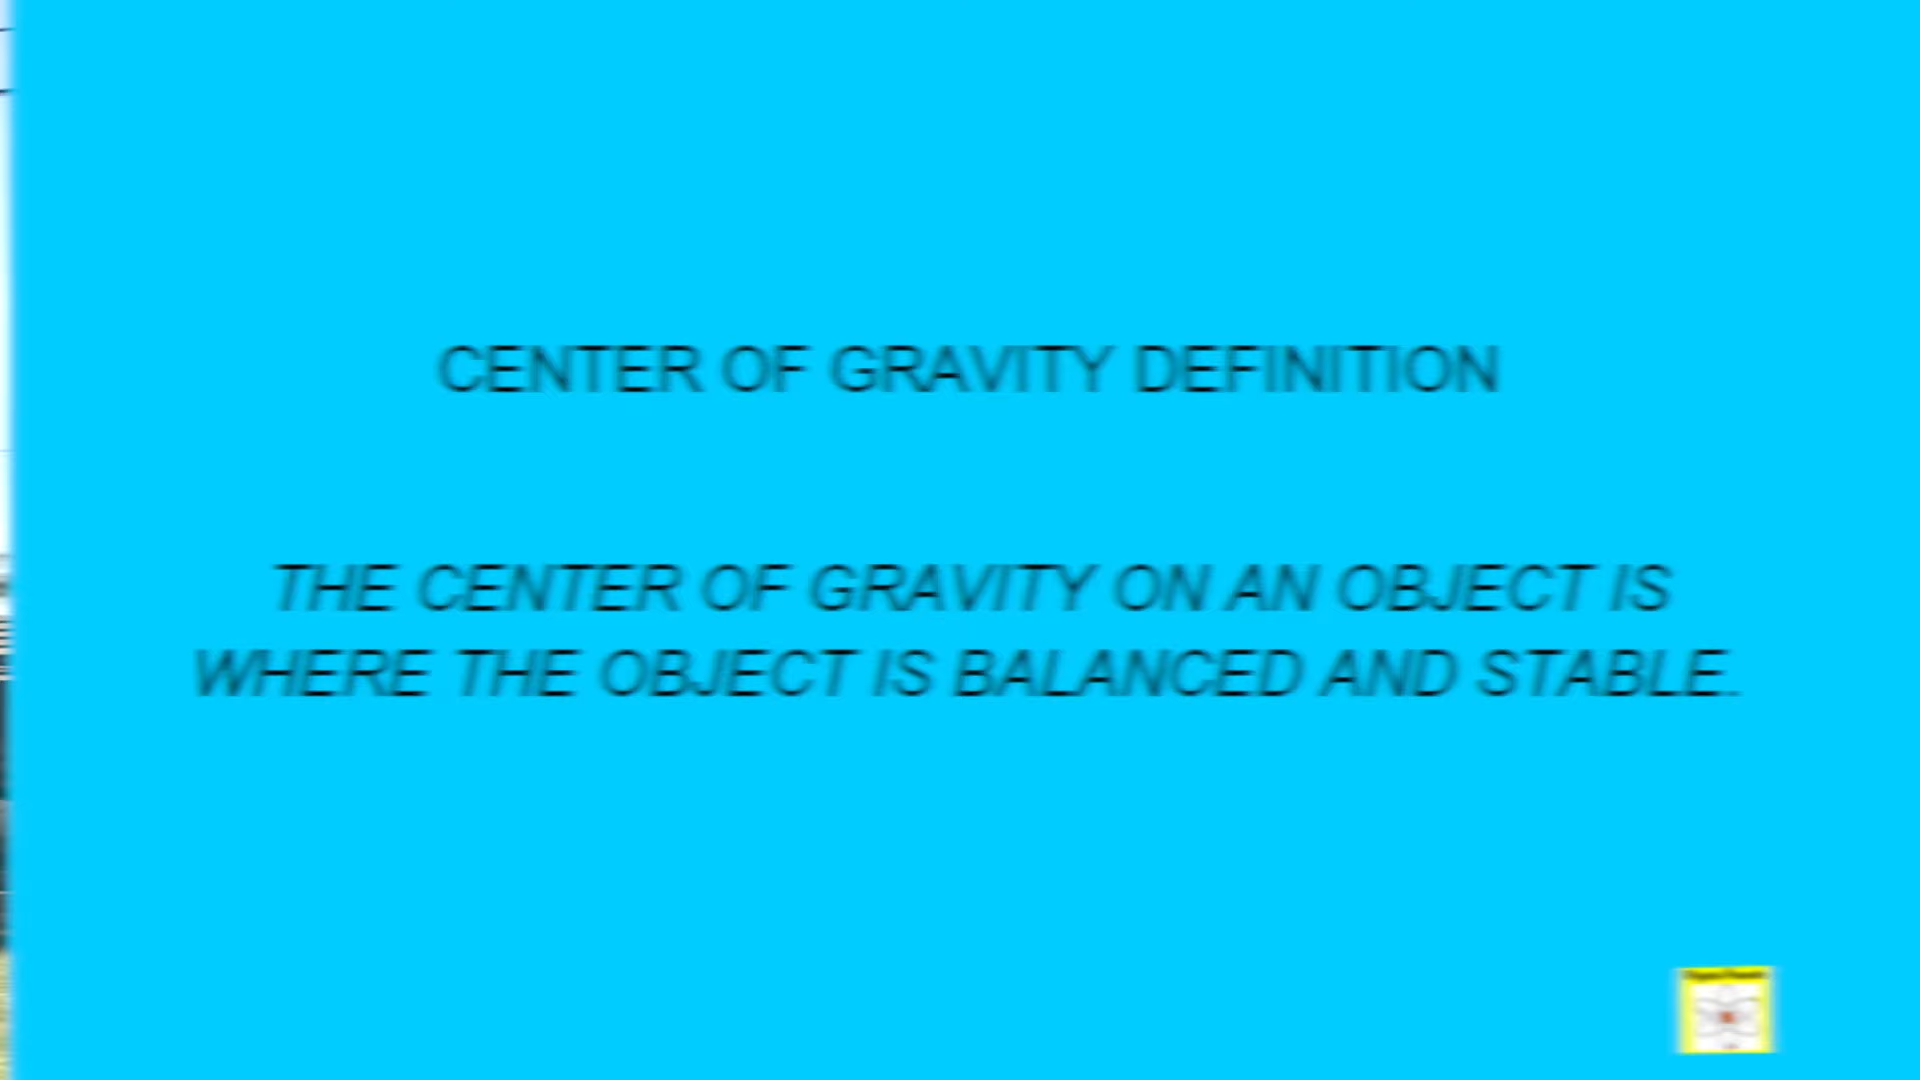 CENTER OF GRAVITY DEFINITION
THE CENTER OF GRAVITY ON AN OBJECT IS
WHERE THE OBJECT IS BALANCED AND STABLE.